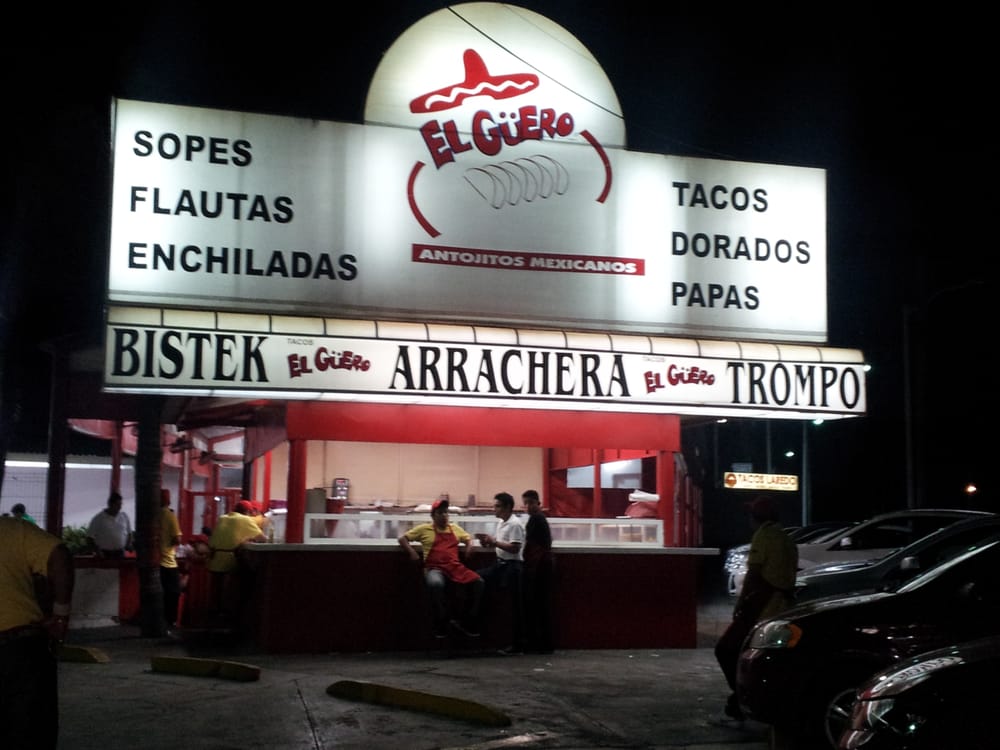 EL GÜERO
ANTOJITOS MEXICANOS
SOPES
FLAUTAS
ENCHILADAS
TACOS
DORADOS
PAPAS
BISTEK TACOS EL GÜERO ARRACHERA TACOS EL GÜERO TROMPO
TACOS LAREDO